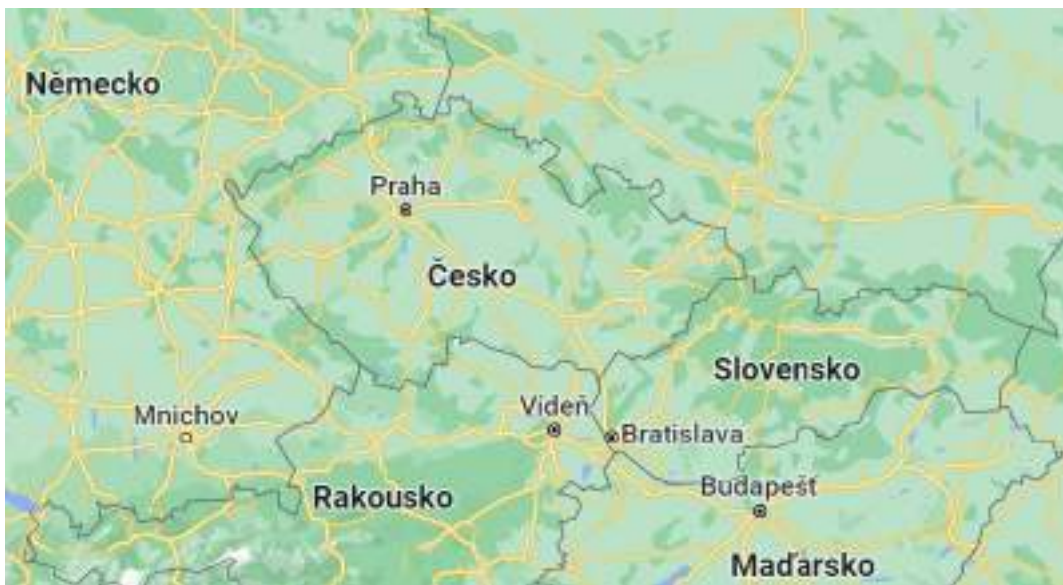 Německo
Praha
Česko
Slovensko
Mnichov
Vídeň
Bratislava
Rakousko
Budapešť
Maďarsko